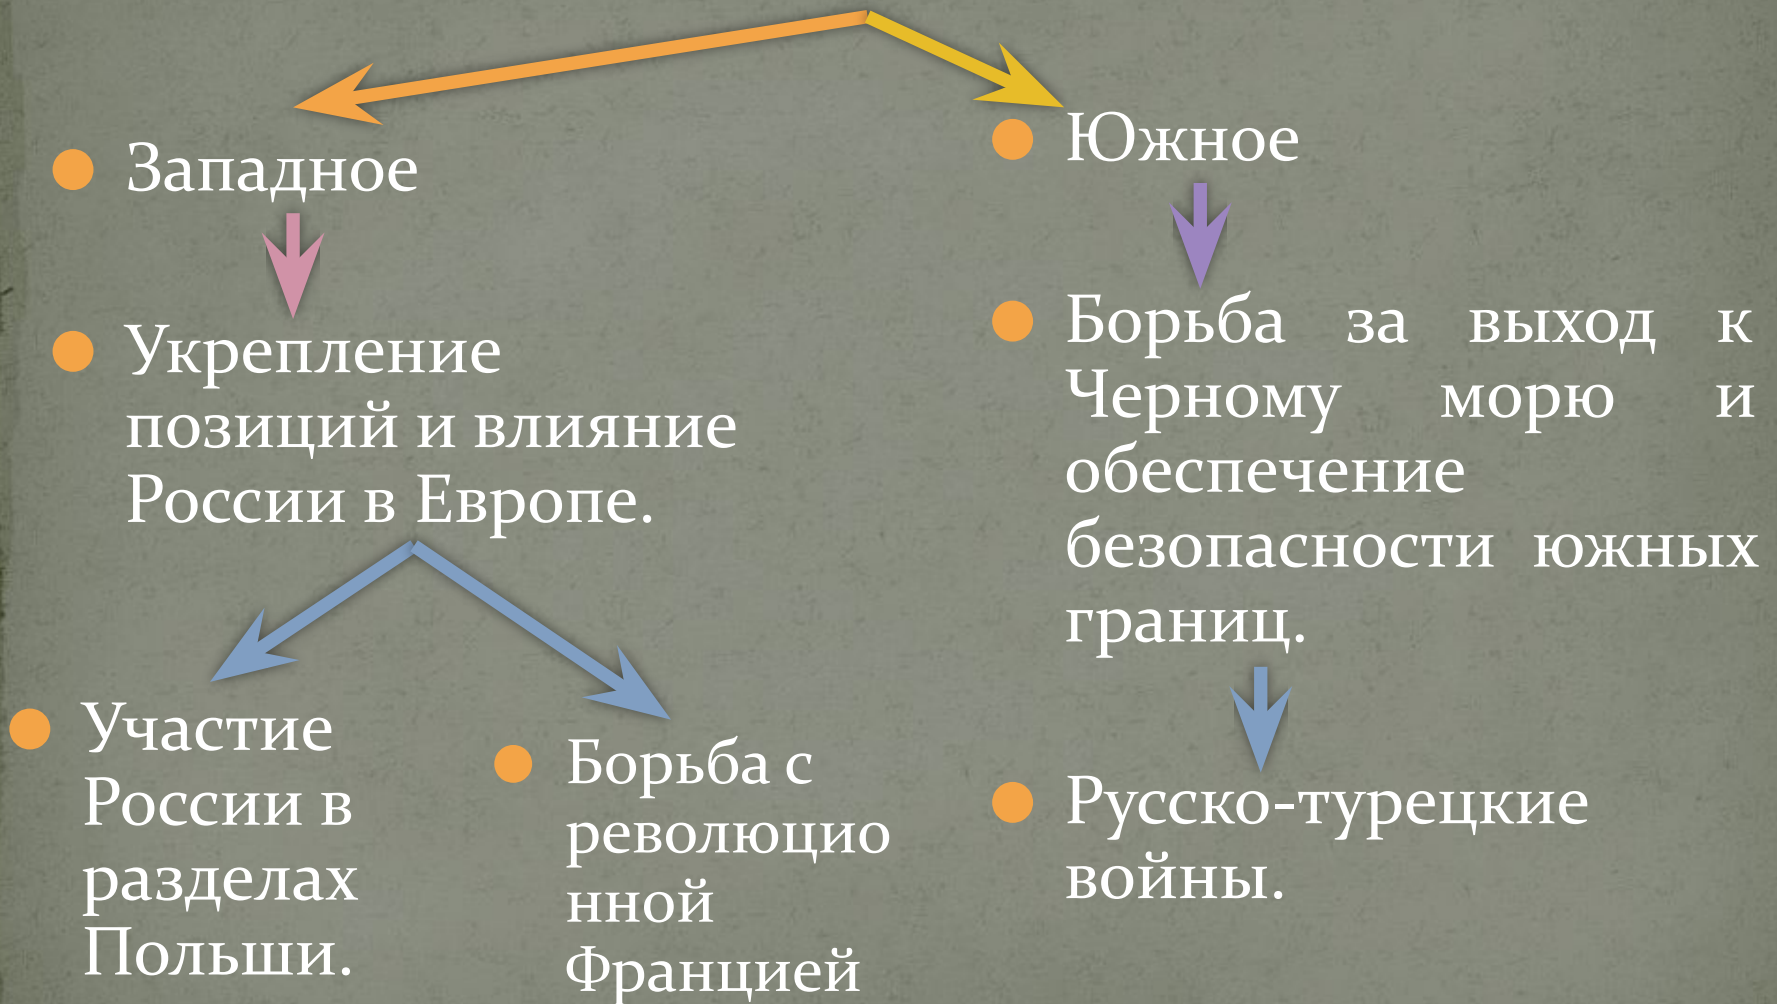 Западное
Укрепление
позиций и влияние
России в Европе.
Участие
России в
разделах
Польши.
Борьба с
революцио
нной
Францией
Южное
Борьба за выход к
Черному морю и
обеспечение
безопасности южных
границ.
Русско-турецкие
войны.